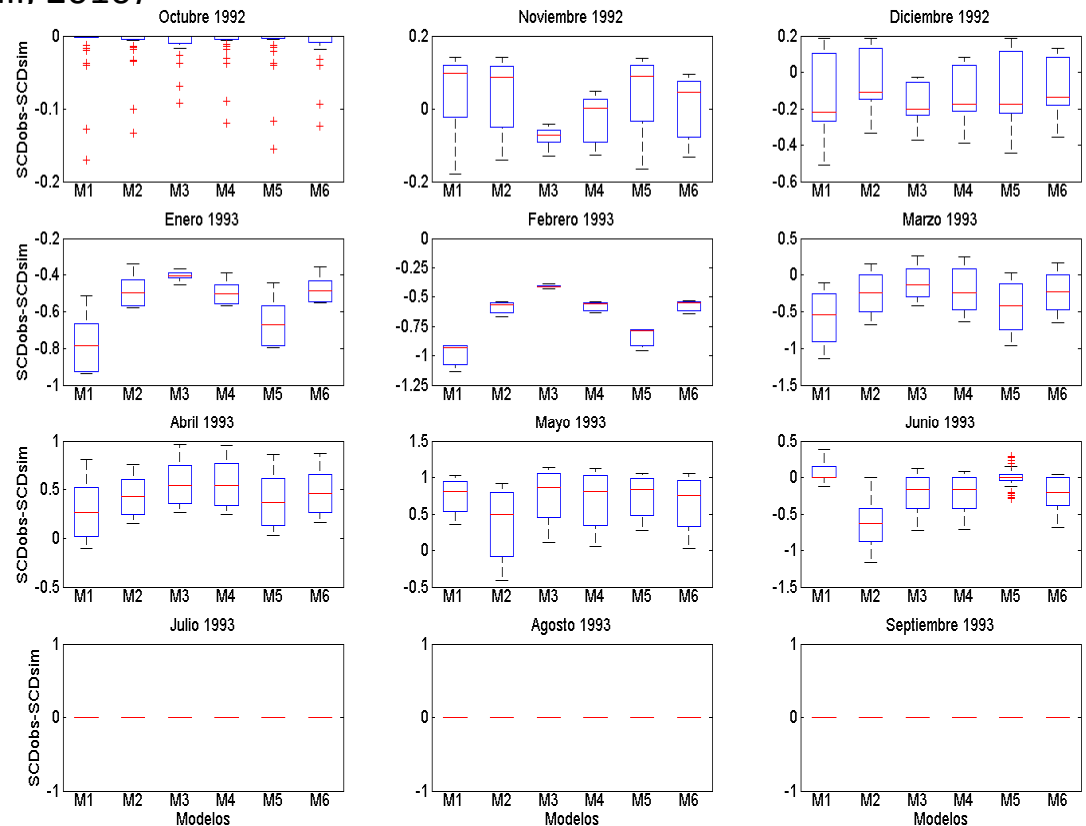 Octubre 1992
Noviembre 1992
Diciembre 1992
SCDobs-SCDsim
0
-0.1
-0.2
M1 M2 M3 M4 M5 M6
0.2
0
-0.2
M1 M2 M3 M4 M5 M6
0.2
0
-0.2
-0.4
-0.6
M1 M2 M3 M4 M5 M6
Enero 1993
Febrero 1993
Marzo 1993
SCDobs-SCDsim
-0.2
-0.4
-0.6
-0.8
-1
M1 M2 M3 M4 M5 M6
0
-0.25
-0.5
-0.75
-1
-1.25
M1 M2 M3 M4 M5 M6
0.5
0
-0.5
-1
-1.5
M1 M2 M3 M4 M5 M6
Abril 1993
Mayo 1993
Junio 1993
SCDobs-SCDsim
1
0.5
0
-0.5
M1 M2 M3 M4 M5 M6
1.5
1
0.5
0
-0.5
M1 M2 M3 M4 M5 M6
0.5
0
-0.5
-1
-1.5
M1 M2 M3 M4 M5 M6
Julio 1993
Agosto 1993
Septiembre 1993
SCDobs-SCDsim
1
0
-1
M1 M2 M3 M4 M5 M6
Modelos
1
0
-1
M1 M2 M3 M4 M5 M6
Modelos
1
0
-1
M1 M2 M3 M4 M5 M6
Modelos